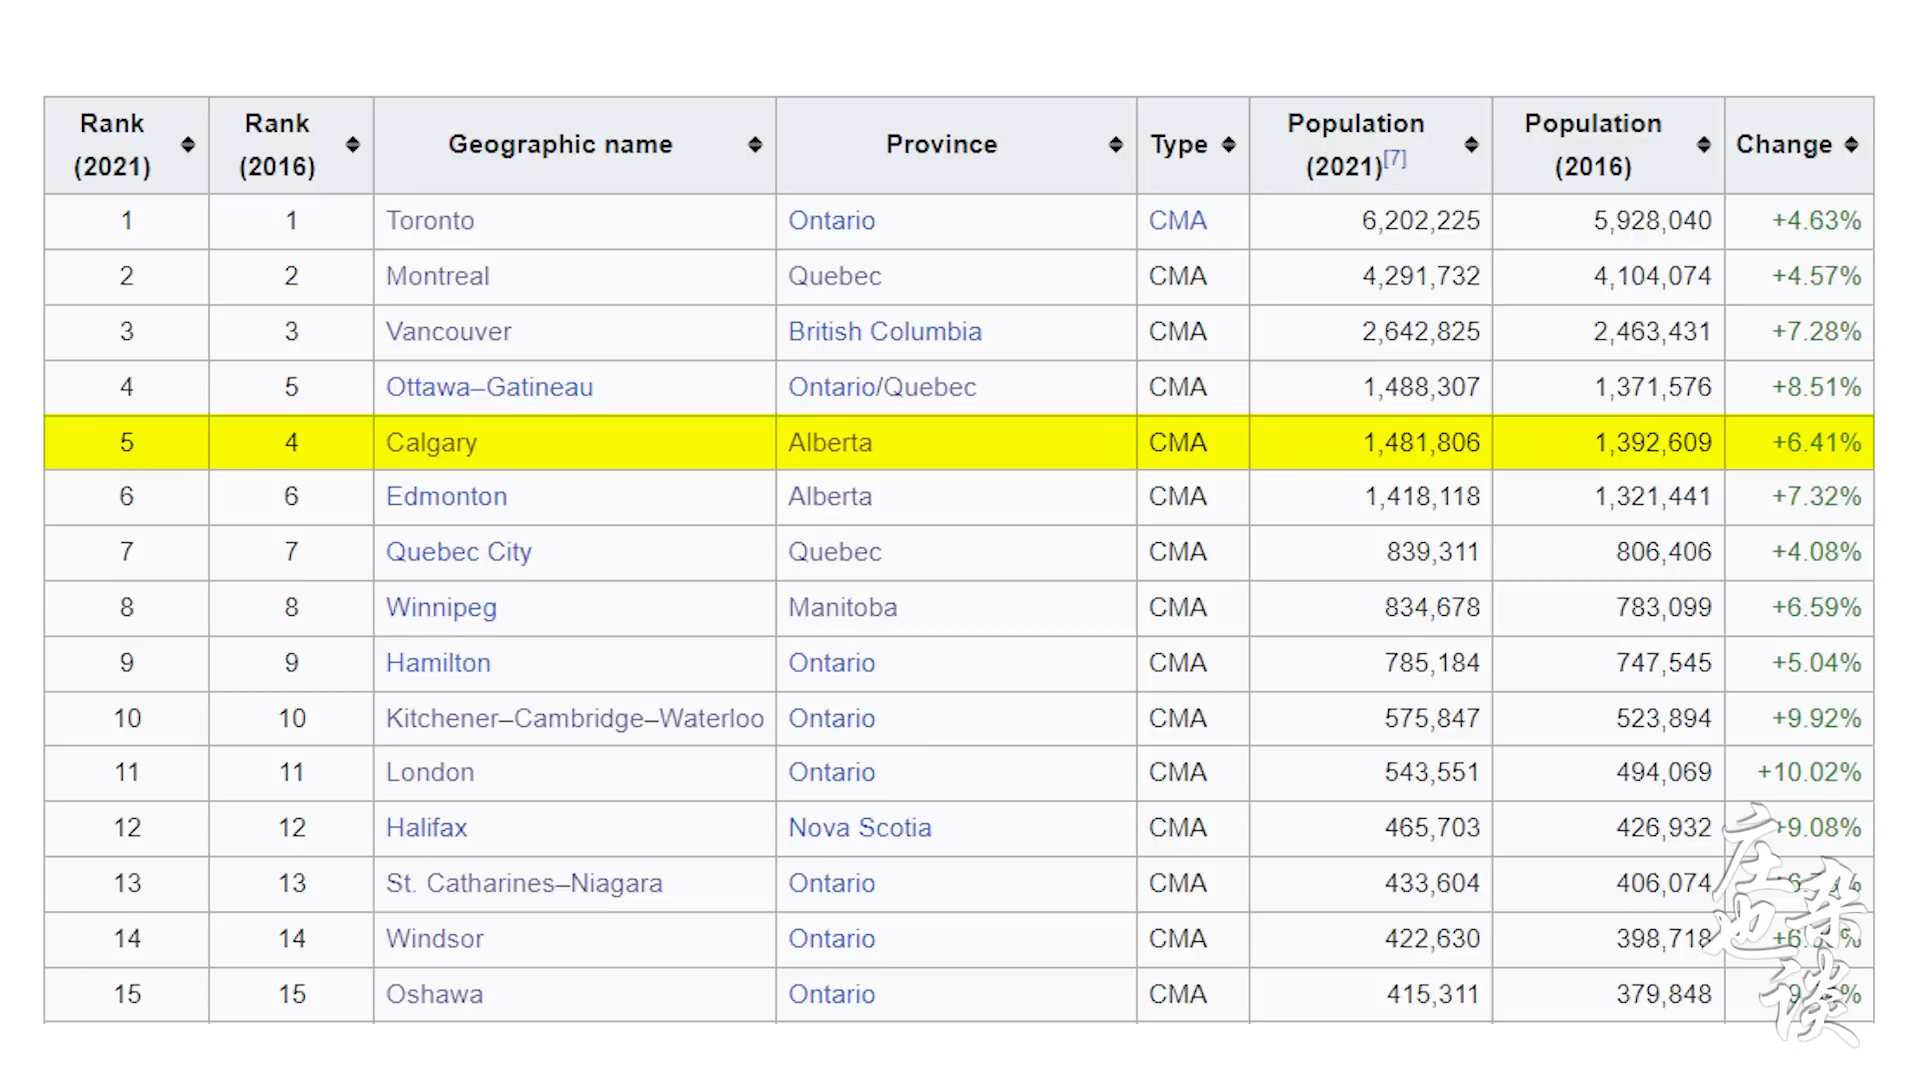 Rank (2021) Rank (2016) Geographic name Province Type Population (2021)[7] Population (2016) Change
1 1 Toronto Ontario CMA 6,202,225 5,928,040 +4.63%
2 2 Montreal Quebec CMA 4,291,732 4,104,074 +4.57%
3 3 Vancouver British Columbia CMA 2,642,825 2,463,431 +7.28%
4 5 Ottawa–Gatineau Ontario/Quebec CMA 1,488,307 1,371,576 +8.51%
5 4 Calgary Alberta CMA 1,481,806 1,392,609 +6.41%
6 6 Edmonton Alberta CMA 1,418,118 1,321,441 +7.32%
7 7 Quebec City Quebec CMA 839,311 806,406 +4.08%
8 8 Winnipeg Manitoba CMA 834,678 783,099 +6.59%
9 9 Hamilton Ontario CMA 785,184 747,545 +5.04%
10 10 Kitchener–Cambridge–Waterloo Ontario CMA 575,847 523,894 +9.92%
11 11 London Ontario CMA 543,551 494,069 +10.02%
12 12 Halifax Nova Scotia CMA 465,703 426,932 +9.08%
13 13 St. Catharines–Niagara Ontario CMA 433,604 406,074
14 14 Windsor Ontario CMA 422,630 398,718
15 15 Oshawa Ontario CMA 415,311 379,848
庄也杂谈